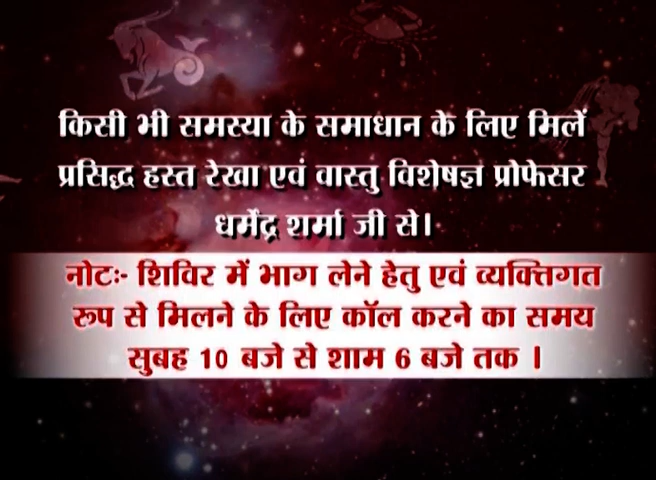 किसी भी समस्या के समाधान के लिए मिलें
प्रसिद्ध हस्त रेखा एवं वास्तु विशेषज्ञ प्रोफेसर
धर्मेंद्र शर्मा जी से।
नोटः- शिविर में भाग लेने हेतु एवं व्यक्तिगत
रूप से मिलने के लिए कॉल करने का समय
सुबह 10 बजे से शाम 6 बजे तक ।